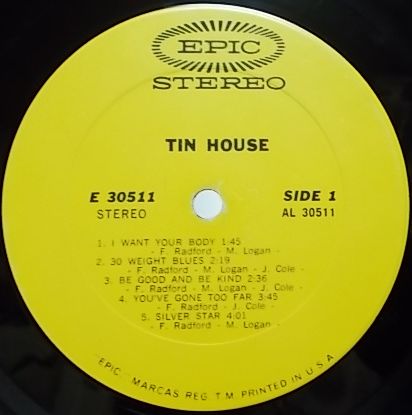 EPIC
STEREO
TIN HOUSE
E 30511
STEREO
SIDE 1
AL 30511
1. I WANT YOUR BODY 1:45
- F. Radford - M. Logan -
2. 30 WEIGHT BLUES 2:19
- F. Radford - M. Logan - J. Cole -
3. BE GOOD AND BE KIND 2:36
- F. Radford - M. Logan - J. Cole -
4. YOU'VE GONE TOO FAR 3:45
- F. Radford - M. Logan - J. Cole -
5. SILVER STAR 4:01
- F. Radford - M. Logan -
"EPIC" MARCAS REG. T.M. PRINTED IN U.S.A.